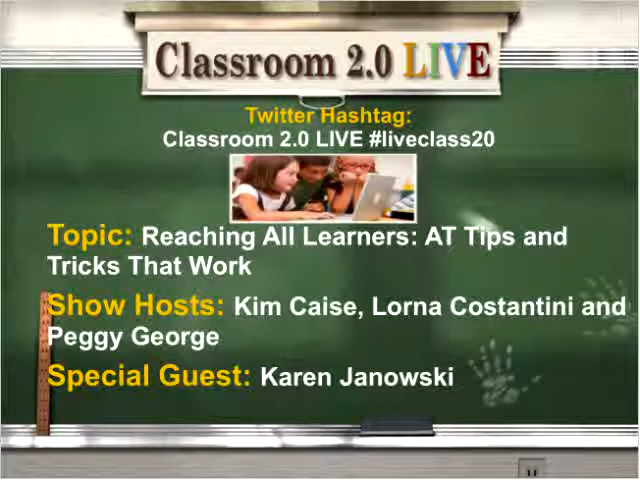 Classroom 2.0 LIVE
Twitter Hashtag:
Classroom 2.0 LIVE #liveclass20
Topic: Reaching All Learners: AT Tips and
Tricks That Work
Show Hosts: Kim Caise, Lorna Costantini and
Peggy George
Special Guest: Karen Janowski